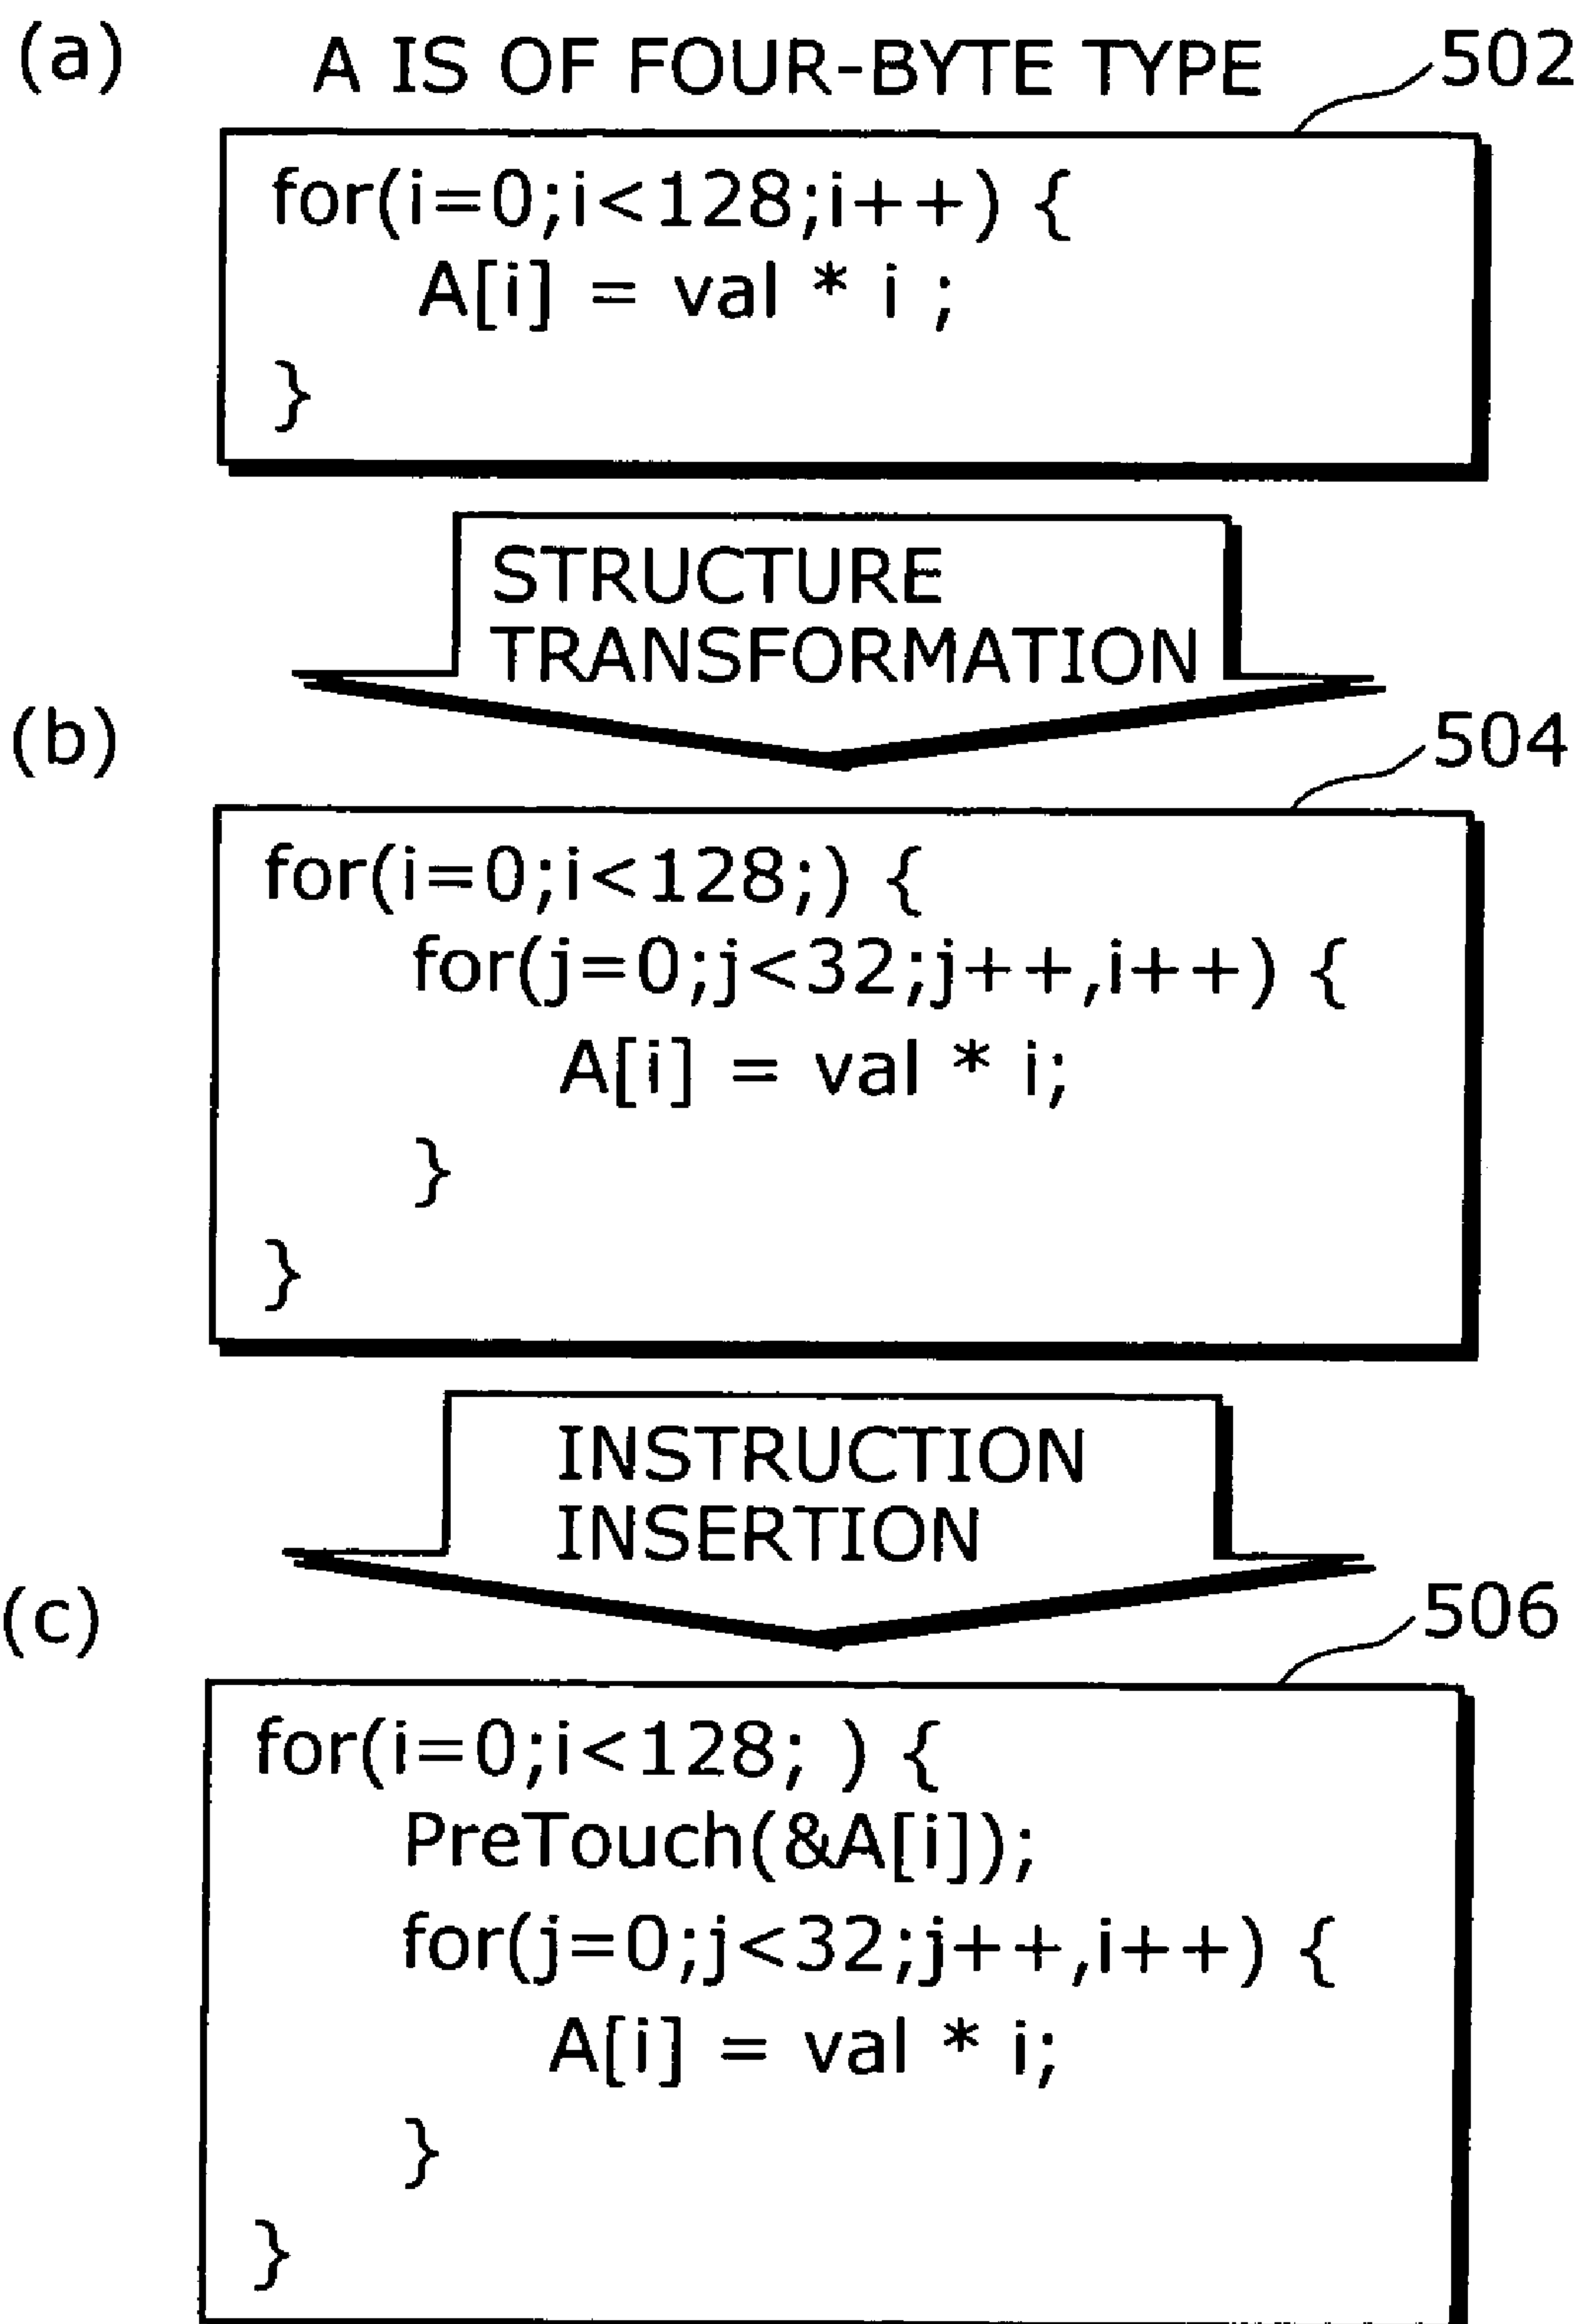 (a) A IS OF FOUR-BYTE TYPE 502
for(i=0;i<128;i++) {
A[i] = val * i ;
}
STRUCTURE
TRANSFORMATION
(b) 504
for(i=0;i<128;) {
for(j=0;j<32;j++,i++) {
A[i] = val * i;
}
}
INSTRUCTION
INSERTION
(c) 506
for(i=0;i<128; ) {
PreTouch(&A[i]);
for(j=0;j<32;j++,i++) {
A[i] = val * i;
}
}